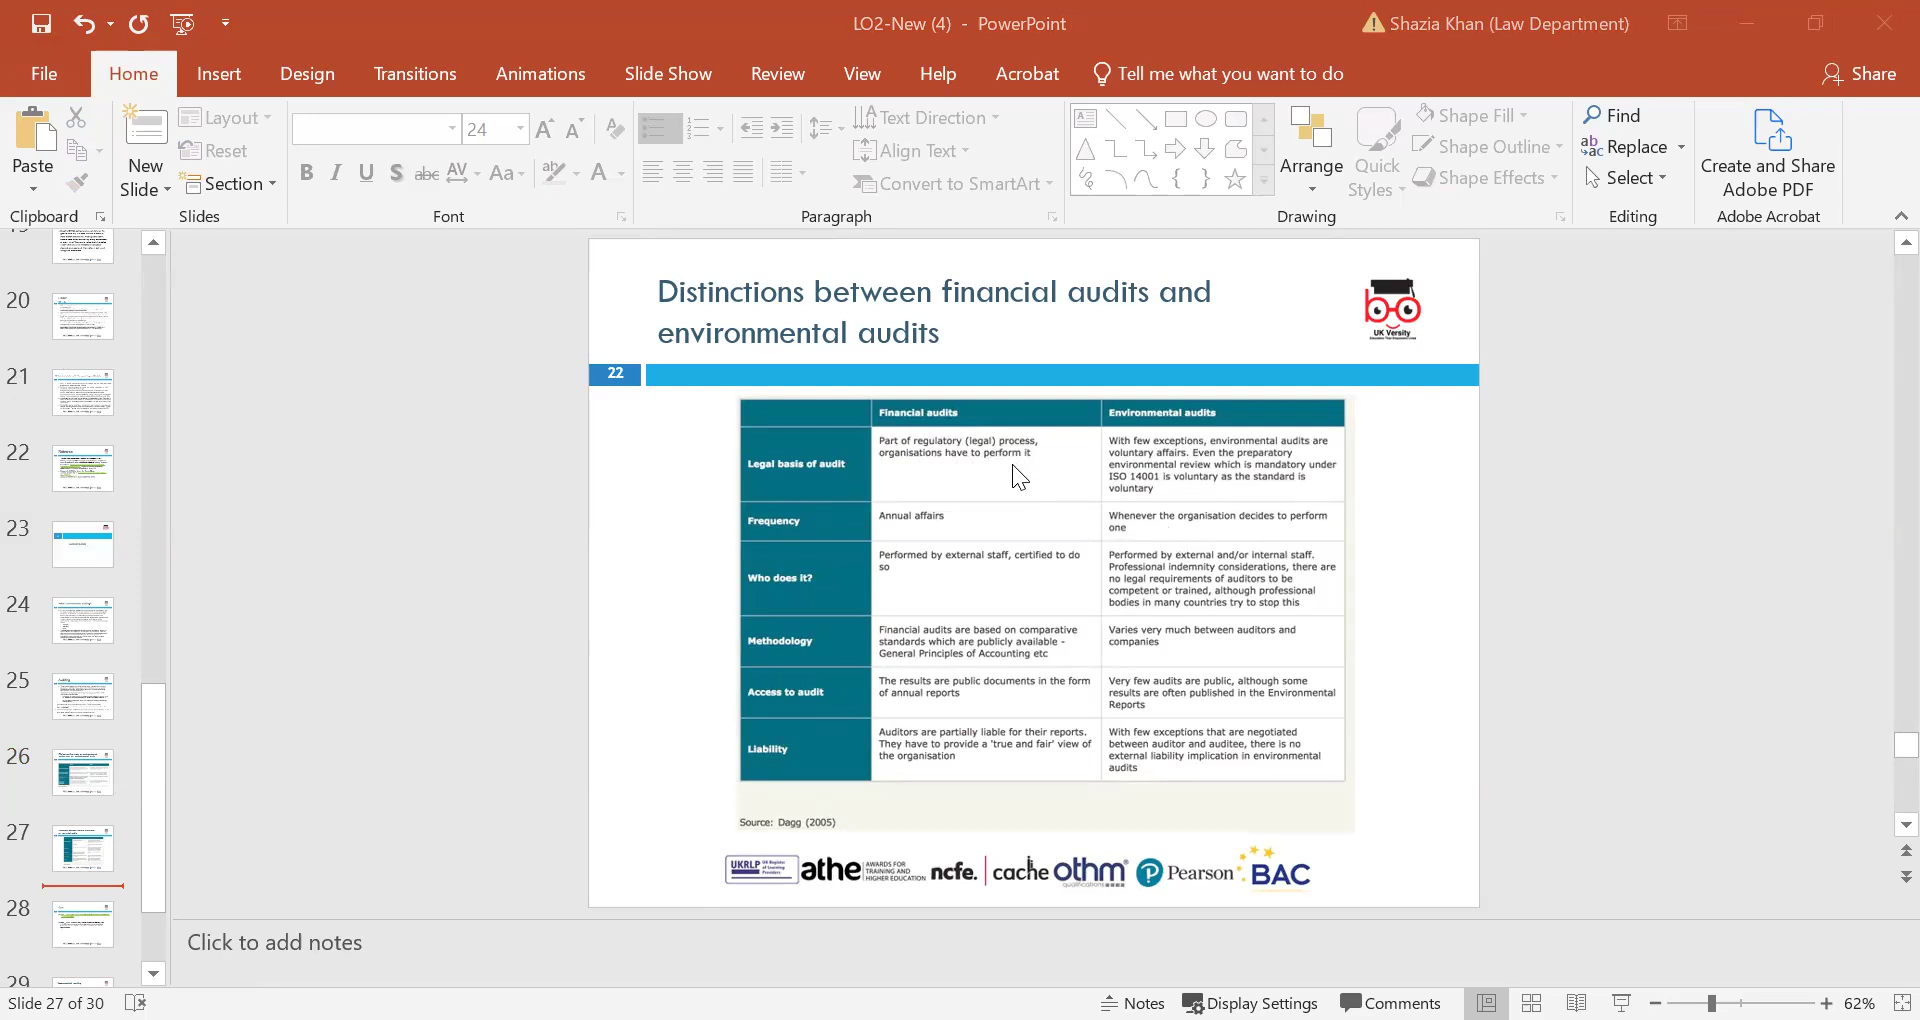 LO2-New (4) - PowerPoint
Shazia Khan (Law Department)
File
Home
Insert
Design
Transitions
Animations
Slide Show
Review
View
Help
Acrobat
Tell me what you want to do
Share
Paste
Clipboard
New
Slide
Layout
Reset
Section
Slides
24
Font
Text Direction
Align Text
Convert to SmartArt
Paragraph
Arrange
Quick
Styles
Shape Fill
Shape Outline
Shape Effects
Drawing
Find
Replace
Select
Editing
Create and Share
Adobe PDF
Adobe Acrobat
20
21
22
23
24
25
26
27
28
29
Distinctions between financial audits and
environmental audits
UK Versity
22
Financial audits
Environmental audits
Legal basis of audit
Part of regulatory (legal) process,
organisations have to perform it
With few exceptions, environmental audits are
voluntary affairs. Even the preparatory
environmental review which is mandatory under
ISO 14001 is voluntary as the standard is
voluntary
Frequency
Annual affairs
Whenever the organisation decides to perform
one
Who does it?
Performed by external staff, certified to do
so
Performed by external and/or internal staff.
Professional indemnity considerations, there are
no legal requirements of auditors to be
competent or trained, although professional
bodies in many countries try to stop this
Methodology
Financial audits are based on comparative
standards which are publicly available -
General Principles of Accounting etc
Varies very much between auditors and
companies
Access to audit
The results are public documents in the form
of annual reports
Very few audits are public, although some
results are often published in the Environmental
Reports
Liability
Auditors are partially liable for their reports.
They have to provide a 'true and fair' view of
the organisation
With few exceptions that are negotiated
between auditor and auditee, there is no
external liability implication in environmental
audits
Source: Dagg (2005)
UKRLP UK Register of Learning Providers
athe AWARDS FOR TRAINING AND HIGHER EDUCATION
ncfe.
cache
othm qualifications
Pearson
BAC
Click to add notes
Slide 27 of 30
Notes
Display Settings
Comments
62%